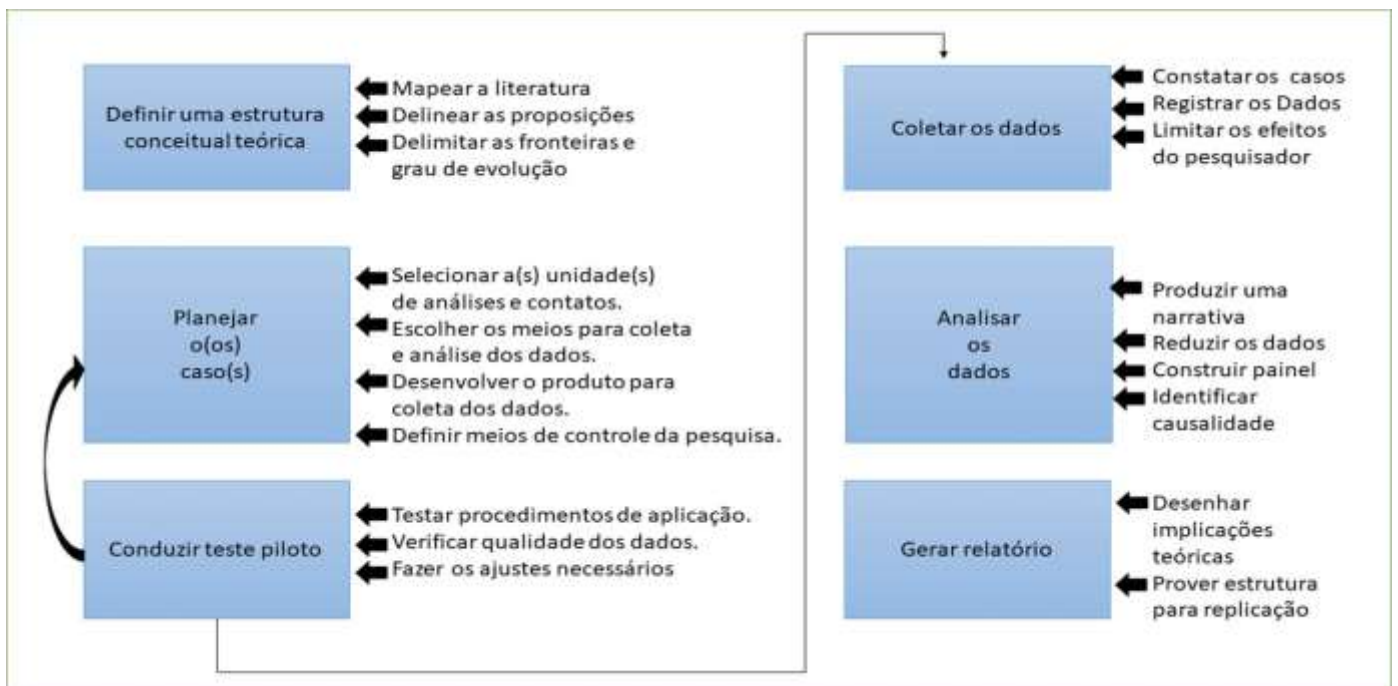 Definir uma estrutura
conceitual teórica
Mapear a literatura
Delinear as proposições
Delimitar as fronteiras e
grau de evolução
Planejar
o(os)
caso(s)
Selecionar a(s) unidade(s)
de análises e contatos.
Escolher os meios para coleta
e análise dos dados.
Desenvolver o produto para
coleta dos dados.
Definir meios de controle da pesquisa.
Conduzir teste piloto
Testar procedimentos de aplicação.
Verificar qualidade dos dados.
Fazer os ajustes necessários
Coletar os dados
Constatar os casos
Registrar os Dados
Limitar os efeitos
do pesquisador
Analisar
os
dados
Produzir uma
narrativa
Reduzir os dados
Construir painel
Identificar
causalidade
Gerar relatório
Desenhar
implicações
teóricas
Prover estrutura
para replicação